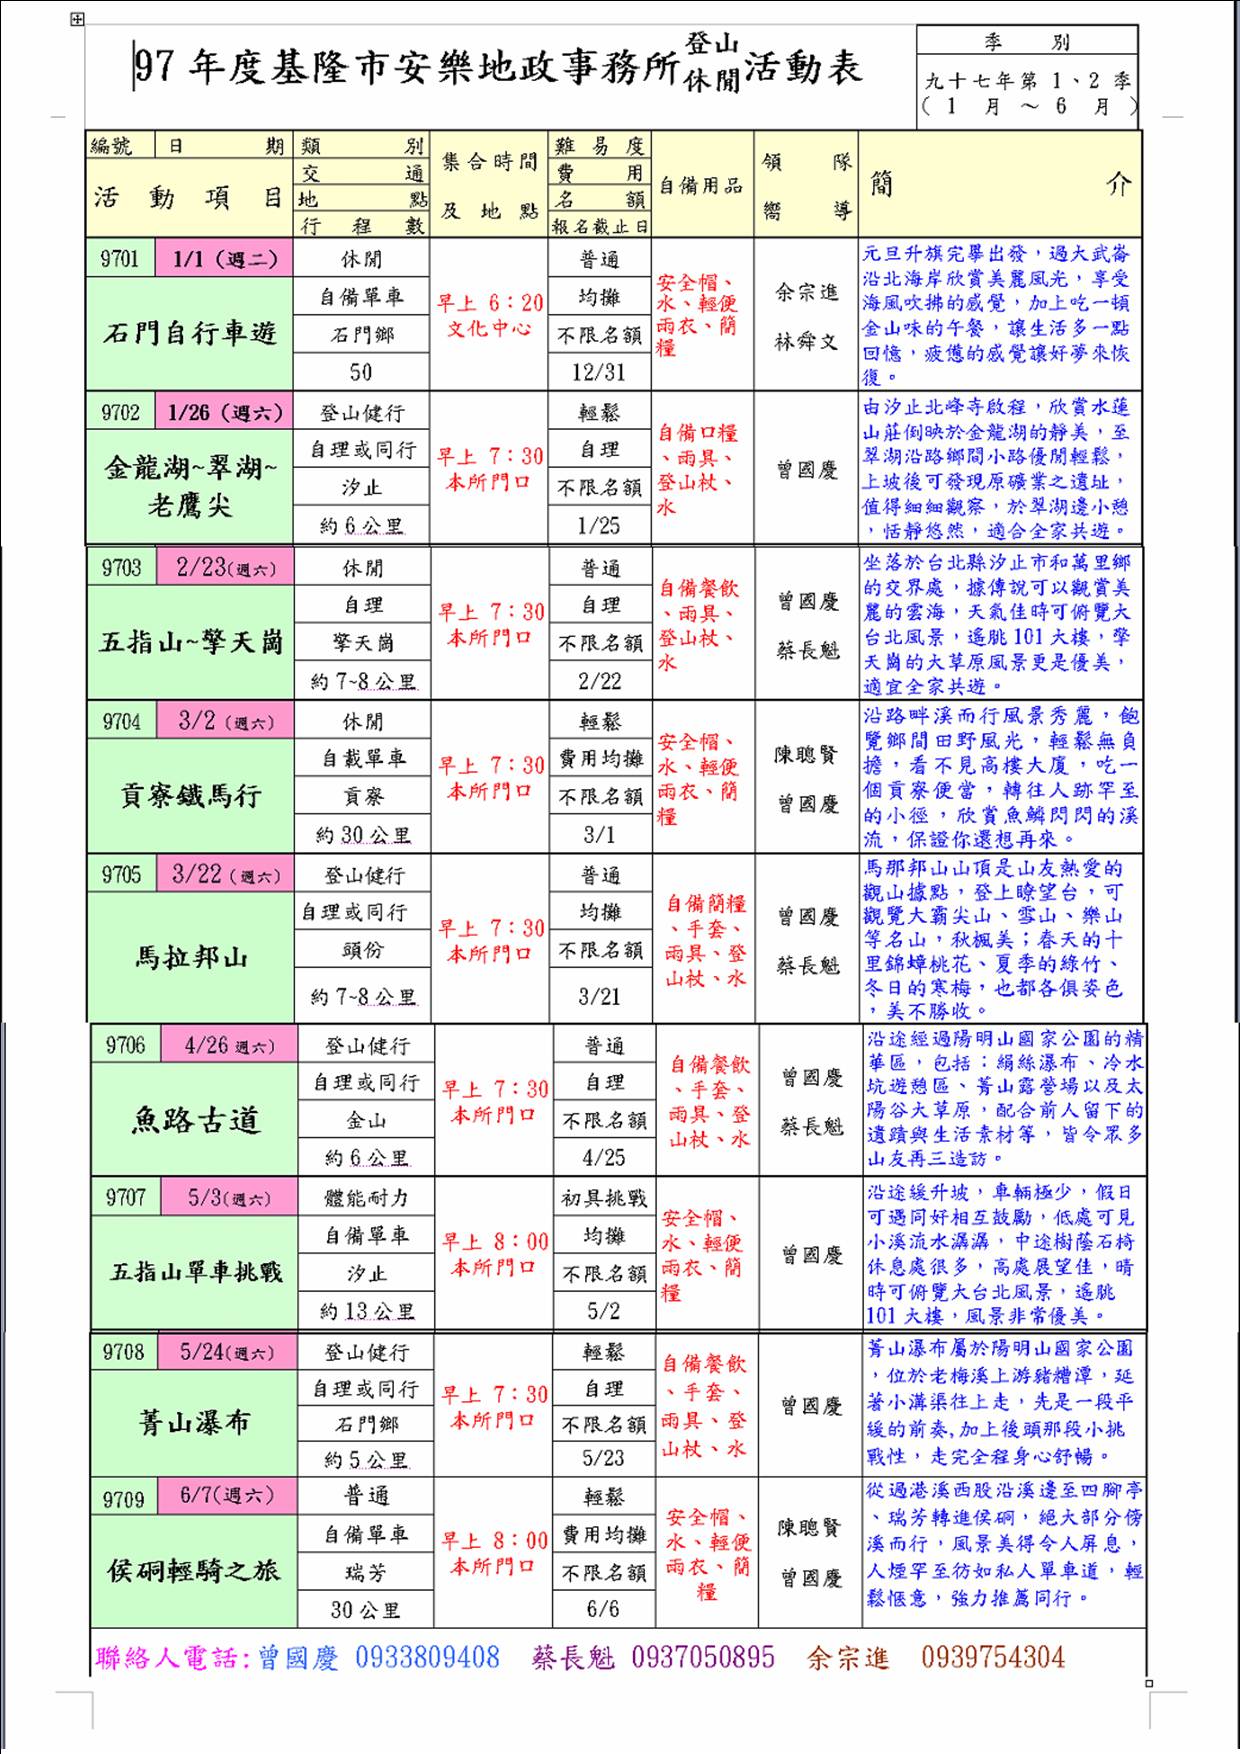 97 年度基隆市安樂地政事務所登山休閒活動表
季 別
九十七年第 1、2 季
( 1 月 ~ 6 月 )
編號 日 期 類 別 集合時間 難 易 度 自備用品 領 隊 簡 介
活 動 項 目 交 通 及 地 點 費 用 嚮 導
地 點 名 額
行 程 數 報名截止日
9701 1/1 (週二)
石門自行車遊
休閒
自備單車
石門鄉
50
早上 6:20
文化中心
普通
均攤
不限名額
12/31
安全帽、
水、輕便
雨衣、簡
糧
余宗進
林舜文
元旦升旗完畢出發,過大武崙
沿北海岸欣賞美麗風光,享受
海風吹拂的感覺,加上吃一頓
金山味的午餐,讓生活多一點
回憶,疲憊的感覺讓好夢來恢
復。
9702 1/26 (週六)
金龍湖~翠湖~
老鷹尖
登山健行
自理或同行
汐止
約 6 公里
早上 7:30
本所門口
輕鬆
自理
不限名額
1/25
自備口糧
、雨具、
登山杖、
水
曾國慶
由汐止北峰寺啟程,欣賞水蓮
山莊倒映於金龍湖的靜美,至
翠湖沿路鄉間小路優閒輕鬆,
上坡後可發現原礦業之遺址,
值得細細觀察,於翠湖邊小憩
,恬靜悠然,適合全家共遊。
9703 2/23(週六)
五指山~擎天崗
休閒
自理
擎天崗
約 7~8 公里
早上 7:30
本所門口
普通
自理
不限名額
2/22
自備餐飲
、雨具、
登山杖、
水
曾國慶
蔡長魁
坐落於台北縣汐止市和萬里鄉
的交界處,據傳說可以觀賞美
麗的雲海,天氣佳時可俯覽大
台北風景,遙眺 101 大樓,擎
天崗的大草原風景更是優美,
適宜全家共遊。
9704 3/2 (週六)
貢寮鐵馬行
休閒
自載單車
貢寮
約 30 公里
早上 7:30
本所門口
輕鬆
費用均攤
不限名額
3/1
安全帽、
水、輕便
雨衣、簡
糧
陳聰賢
曾國慶
沿路畔溪而行風景秀麗,飽
覽鄉間田野風光,輕鬆無負
擔,看不見高樓大廈,吃一
個貢寮便當,轉往人跡罕至
的小徑,欣賞魚鱗閃閃的溪
流,保證你還想再來。
9705 3/22 (週六)
馬拉邦山
登山健行
自理或同行
頭份
約 7~8 公里
早上 7:30
本所門口
普通
均攤
不限名額
3/21
自備簡糧
、手套、
雨具、登
山杖、水
曾國慶
蔡長魁
馬那邦山山頂是山友熱愛的
觀山據點,登上瞭望台,可
觀覽大霸尖山、雪山、樂山
等名山,秋楓美;春天的十
里錦蟑桃花、夏季的綠竹、
冬日的寒梅,也都各俱姿色
,美不勝收。
9706 4/26 週六)
魚路古道
登山健行
自理或同行
金山
約 6 公里
早上 7:30
本所門口
普通
自理
不限名額
4/25
自備餐飲
、手套、
雨具、登
山杖、水
曾國慶
蔡長魁
沿途經過陽明山國家公園的精
華區,包括:絹絲瀑布、冷水
坑遊憩區、菁山露營場以及太
陽谷大草原,配合前人留下的
遺蹟與生活素材等,皆令眾多
山友再三造訪。
9707 5/3(週六)
五指山單車挑戰
體能耐力
自備單車
汐止
約 13 公里
早上 8:00
本所門口
初具挑戰
均攤
不限名額
5/2
安全帽、
水、輕便
雨衣、簡
糧
曾國慶
沿途緩升坡,車輛極少,假日
可遇同好相互鼓勵,低處可見
小溪流水潺潺,中途樹蔭石椅
休息處很多,高處展望佳,晴
時可俯覽大台北風景,遙眺
101 大樓,風景非常優美。
9708 5/24(週六)
菁山瀑布
登山健行
自理或同行
石門鄉
約 5 公里
早上 7:30
本所門口
輕鬆
自理
不限名額
5/23
自備餐飲
、手套、
雨具、登
山杖、水
曾國慶
菁山瀑布屬於陽明山國家公園
,位於老梅溪上游豬糟潭,延
著小溝渠往上走,先是一段平
緩的前奏,加上後頭那段小挑
戰性,走完全程身心舒暢。
9709 6/7(週六)
侯硐輕騎之旅
普通
自備單車
瑞芳
30 公里
早上 8:00
本所門口
輕鬆
費用均攤
不限名額
6/6
安全帽、
水、輕便
雨衣、簡
糧
陳聰賢
曾國慶
從過港溪西股沿溪邊至四腳亭
、瑞芳轉進侯硐,絕大部分傍
溪而行,風景美得令人屏息,
人煙罕至彷如私人單車道,輕
鬆愜意,強力推薦同行。
聯絡人電話:曾國慶 0933809408 蔡長魁 0937050895 余宗進 0939754304